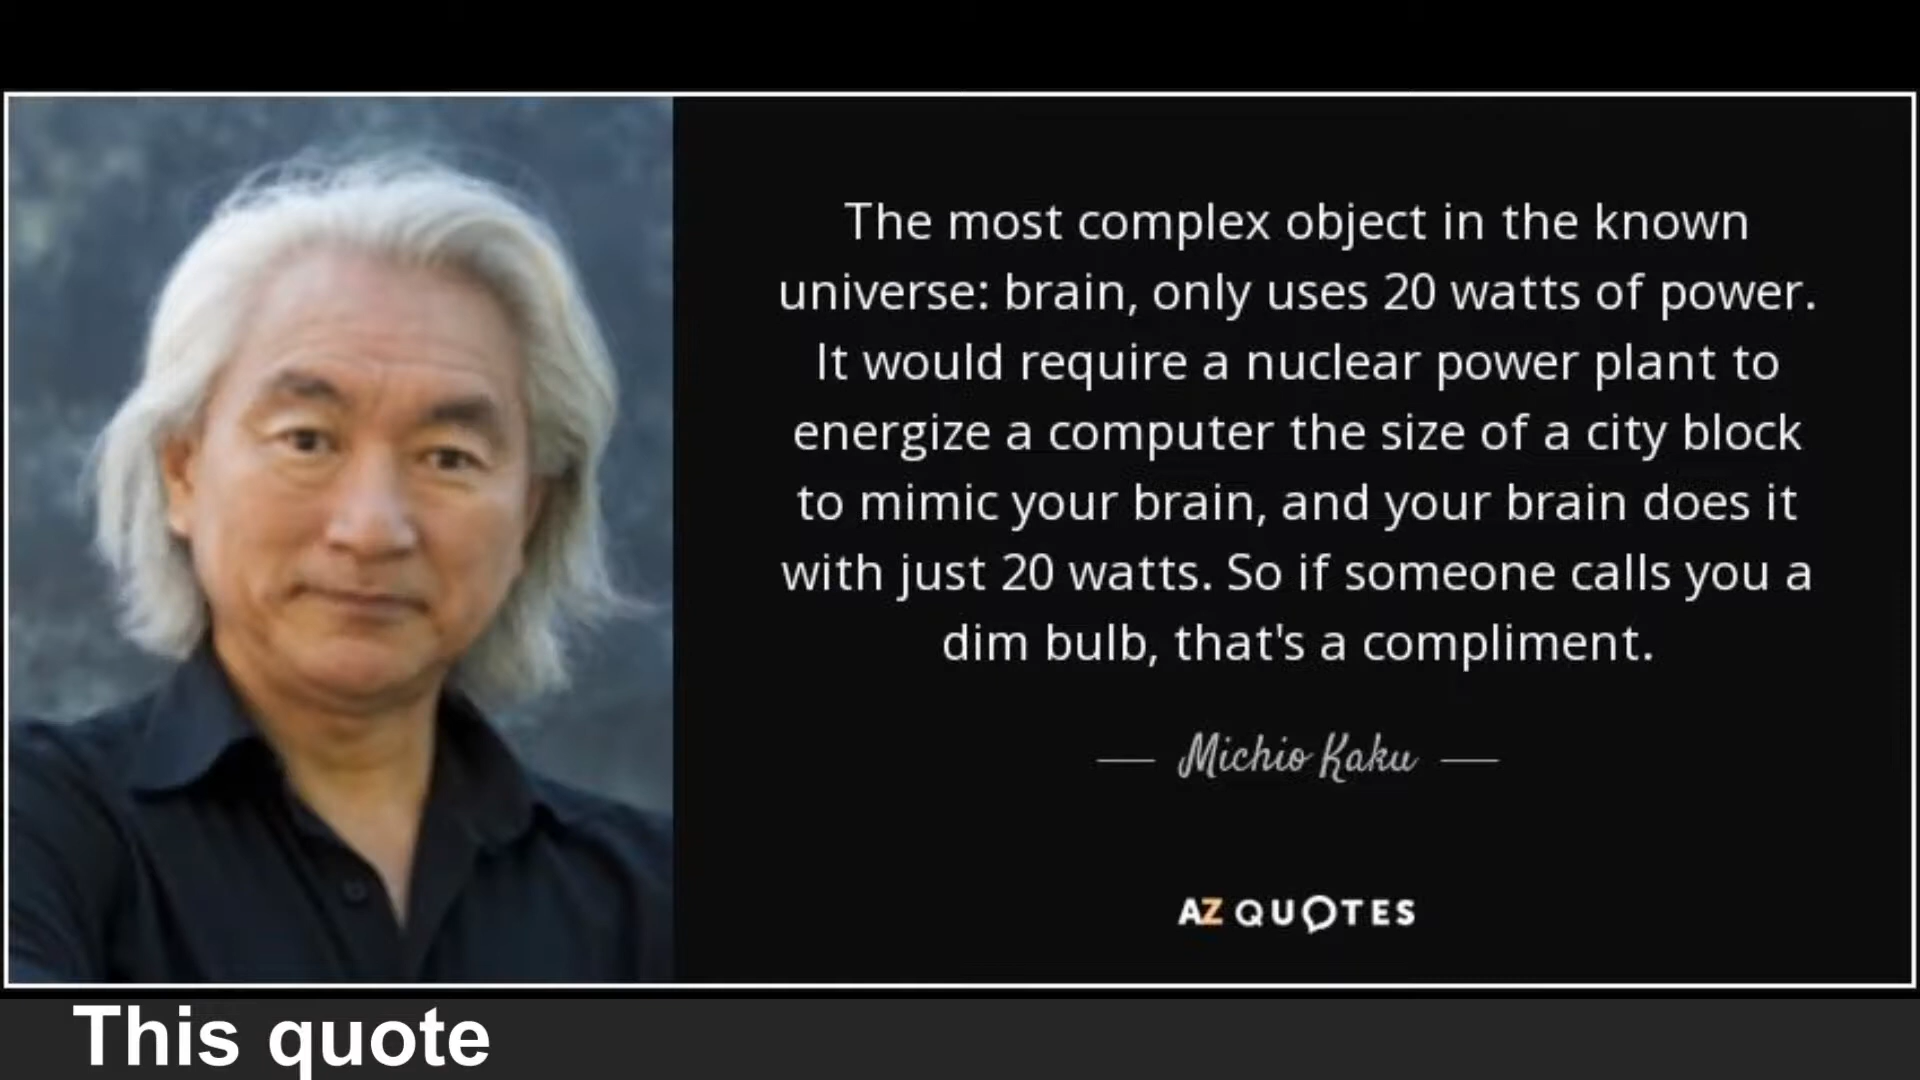 The most complex object in the known
universe: brain, only uses 20 watts of power.
It would require a nuclear power plant to
energize a computer the size of a city block
to mimic your brain, and your brain does it
with just 20 watts. So if someone calls you a
dim bulb, that's a compliment.
Michio Kaku
AZ QUOTES
This quote